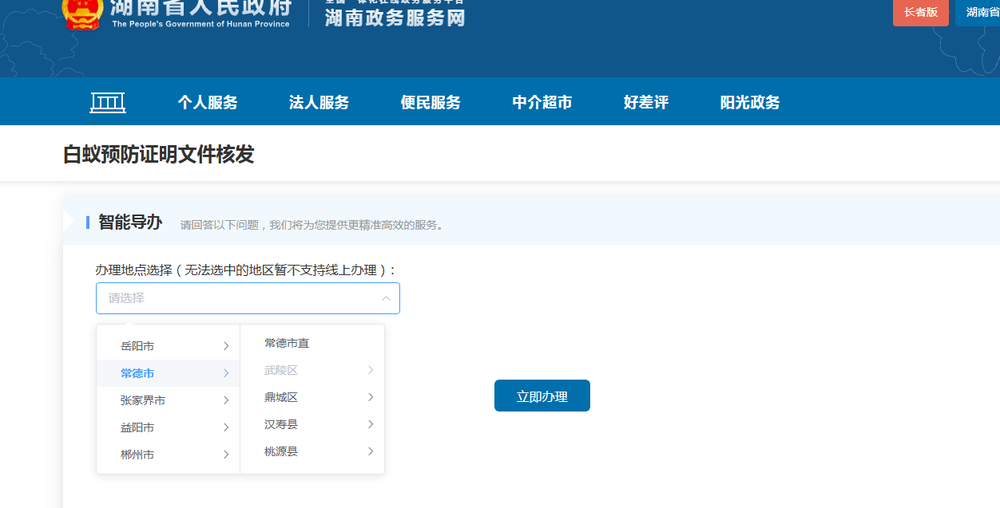 湖南省人民政府
The People's Government of Hunan Province
湖南政务服务网
长者版
湖南省
个人服务 法人服务 便民服务 中介超市 好差评 阳光政务
白蚁预防证明文件核发
智能导办 请回答以下问题，我们将为您提供更精准高效的服务。
办理地点选择（无法选中的地区暂不支持线上办理）：
请选择
岳阳市
常德市
张家界市
益阳市
郴州市
常德市直
武陵区
鼎城区
汉寿县
桃源县
立即办理